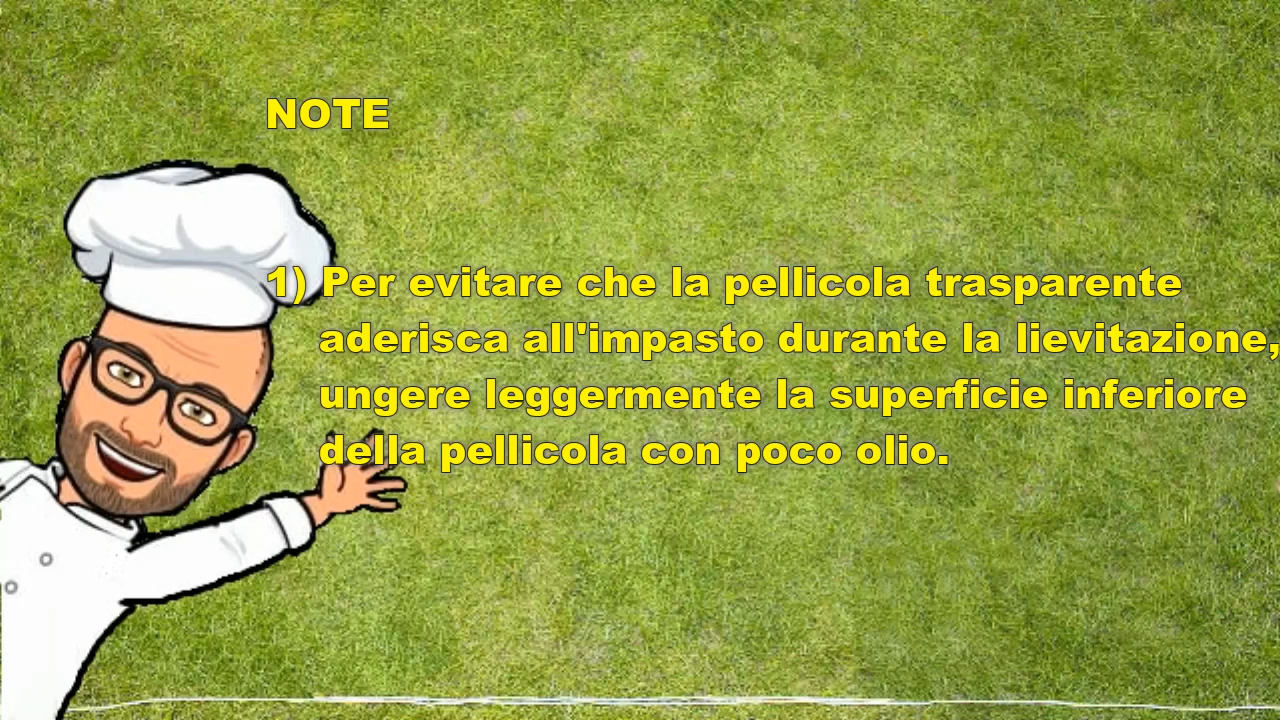 NOTE
1) Per evitare che la pellicola trasparente
aderisca all'impasto durante la lievitazione,
ungere leggermente la superficie inferiore
della pellicola con poco olio.